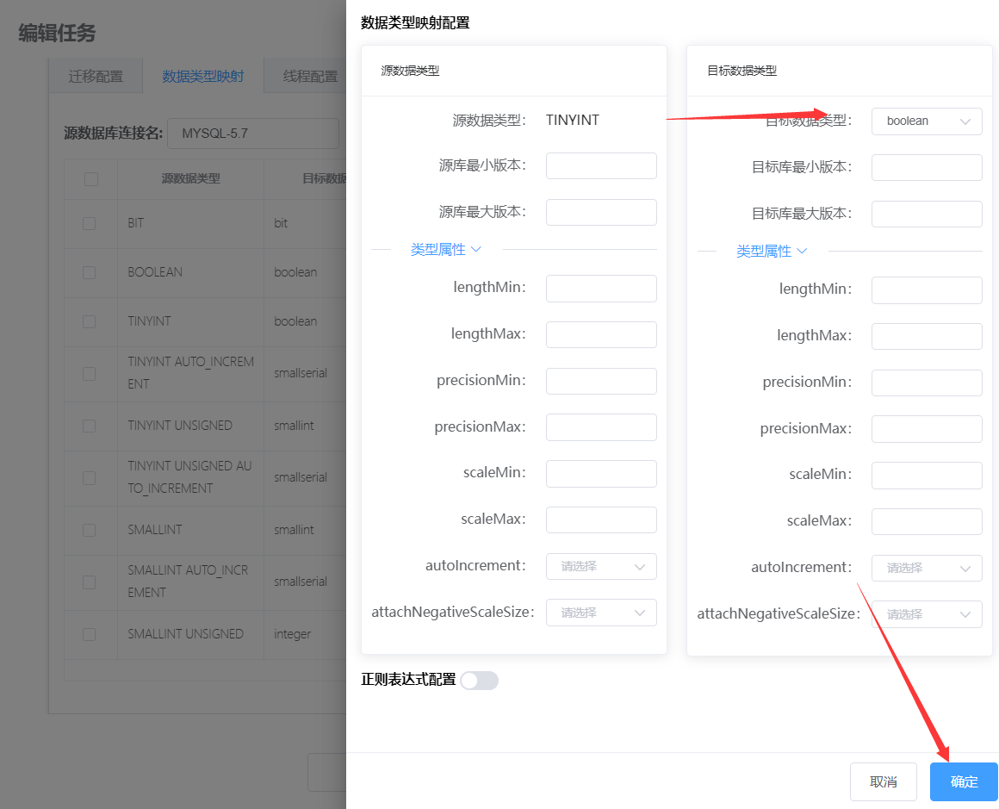 编辑任务
迁移配置
数据类型映射
线程配置
源数据库连接名:
MYSQL-5.7
源数据类型
目标数据
BIT
bit
BOOLEAN
boolean
TINYINT
boolean
TINYINT AUTO_INCREM
ENT
smallserial
TINYINT UNSIGNED
smallint
TINYINT UNSIGNED AU
TO_INCREMENT
smallserial
SMALLINT
smallint
SMALLINT AUTO_INCR
EMENT
smallserial
SMALLINT UNSIGNED
integer
数据类型映射配置
源数据类型
源数据类型：
TINYINT
源库最小版本：
源库最大版本：
类型属性
lengthMin：
lengthMax：
precisionMin：
precisionMax：
scaleMin：
scaleMax：
autoIncrement：
请选择
attachNegativeScaleSize：
请选择
目标数据类型
目标数据类型：
boolean
目标库最小版本：
目标库最大版本：
类型属性
lengthMin：
lengthMax：
precisionMin：
precisionMax：
scaleMin：
scaleMax：
autoIncrement：
请选择
attachNegativeScaleSize：
请选择
正则表达式配置
取消
确定